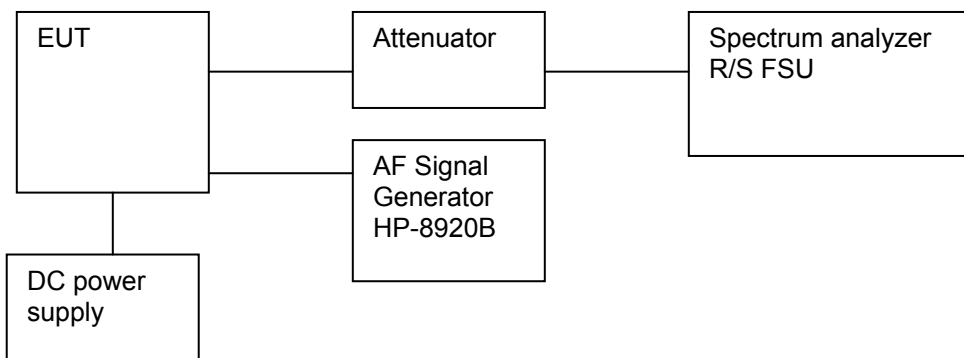 EUT
Attenuator
Spectrum analyzer
R/S FSU
AF Signal
Generator
HP-8920B
DC power
supply